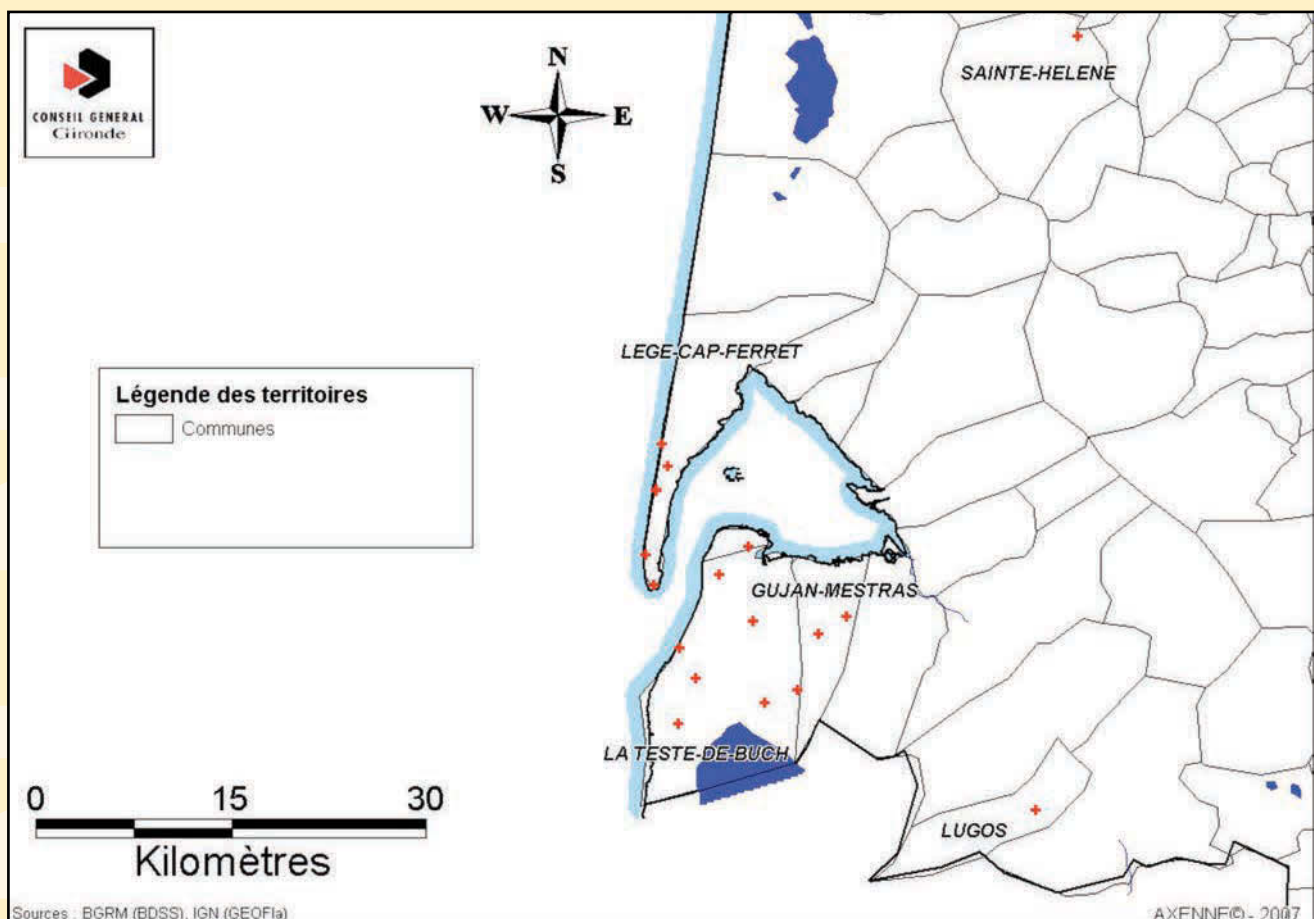 CONSEIL GENERAL
Gironde
N
W E
S
SAINTE-HELENE
LEGE-CAP-FERRET
Légende des territoires
Communes
GUJAN-MESTRAS
LA TESTE-DE-BUCH
LUGOS
0 15 30
Kilomètres
Sources : BGRM (BDSS), IGN (GEOFla)
AXENNE© - 2007